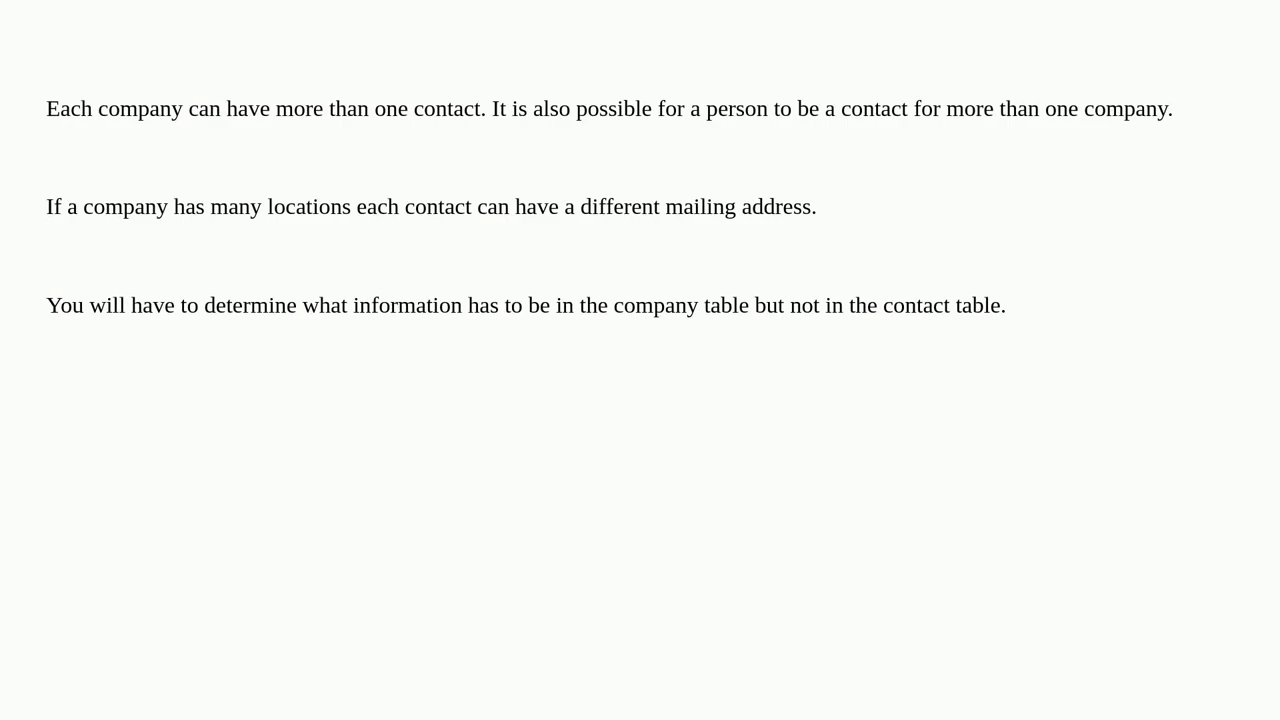 Each company can have more than one contact. It is also possible for a person to be a contact for more than one company.
If a company has many locations each contact can have a different mailing address.
You will have to determine what information has to be in the company table but not in the contact table.